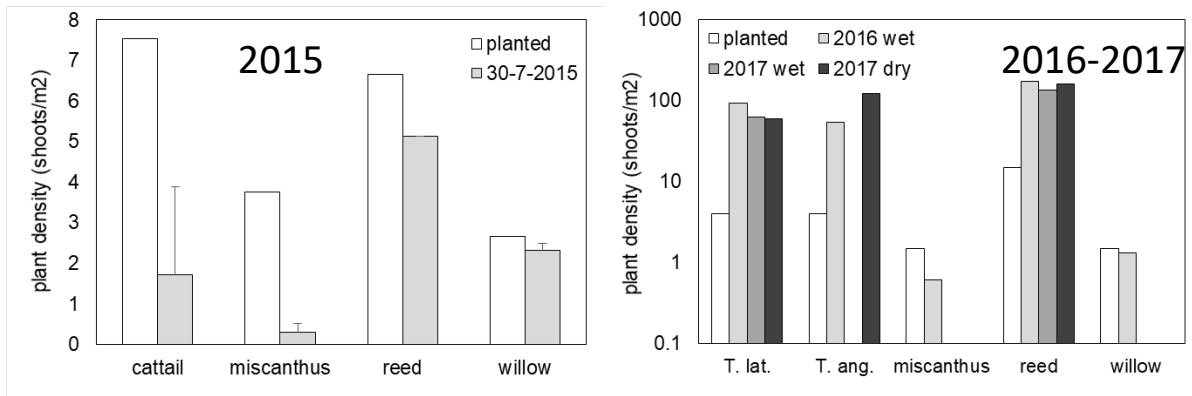 8
7
6
5
4
3
2
1
0
plant density (shoots/m2)
2015
planted
30-7-2015
cattail miscanthus reed willow
1000
100
10
1
0.1
plant density (shoots/m2)
planted 2016 wet
2017 wet 2017 dry
2016-2017
T. lat. T. ang. miscanthus reed willow